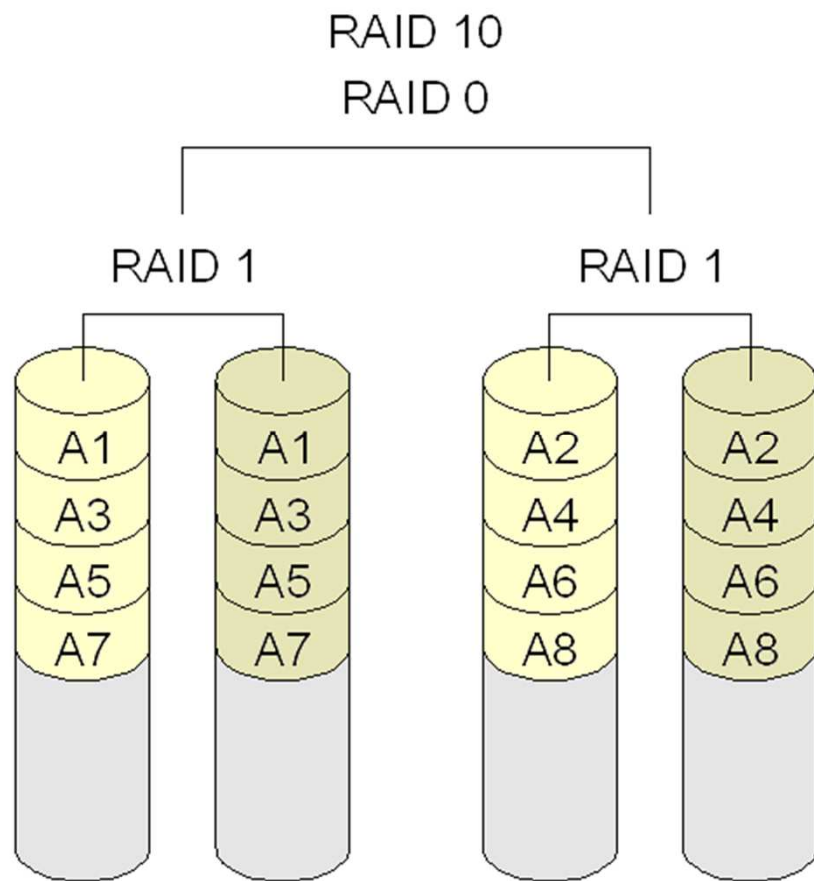 RAID 10
RAID 0
RAID 1 RAID 1
A1 A1 A2 A2
A3 A3 A4 A4
A5 A5 A6 A6
A7 A7 A8 A8